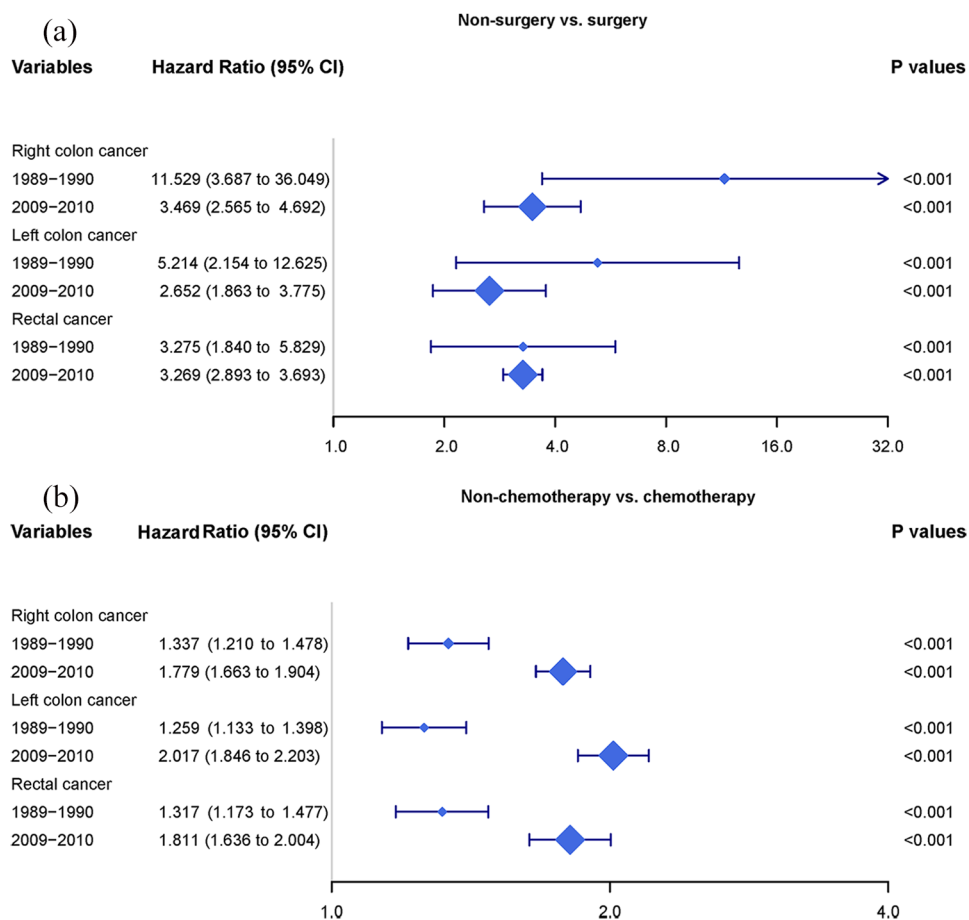 (a)
Non-surgery vs. surgery
Variables Hazard Ratio (95% CI) P values
Right colon cancer
1989−1990 11.529 (3.687 to 36.049) <0.001
2009−2010 3.469 (2.565 to 4.692) <0.001
Left colon cancer
1989−1990 5.214 (2.154 to 12.625) <0.001
2009−2010 2.652 (1.863 to 3.775) <0.001
Rectal cancer
1989−1990 3.275 (1.840 to 5.829) <0.001
2009−2010 3.269 (2.893 to 3.693) <0.001
1.0 2.0 4.0 8.0 16.0 32.0
(b)
Non-chemotherapy vs. chemotherapy
Variables Hazard Ratio (95% CI) P values
Right colon cancer
1989−1990 1.337 (1.210 to 1.478) <0.001
2009−2010 1.779 (1.663 to 1.904) <0.001
Left colon cancer
1989−1990 1.259 (1.133 to 1.398) <0.001
2009−2010 2.017 (1.846 to 2.203) <0.001
Rectal cancer
1989−1990 1.317 (1.173 to 1.477) <0.001
2009−2010 1.811 (1.636 to 2.004) <0.001
1.0 2.0 4.0